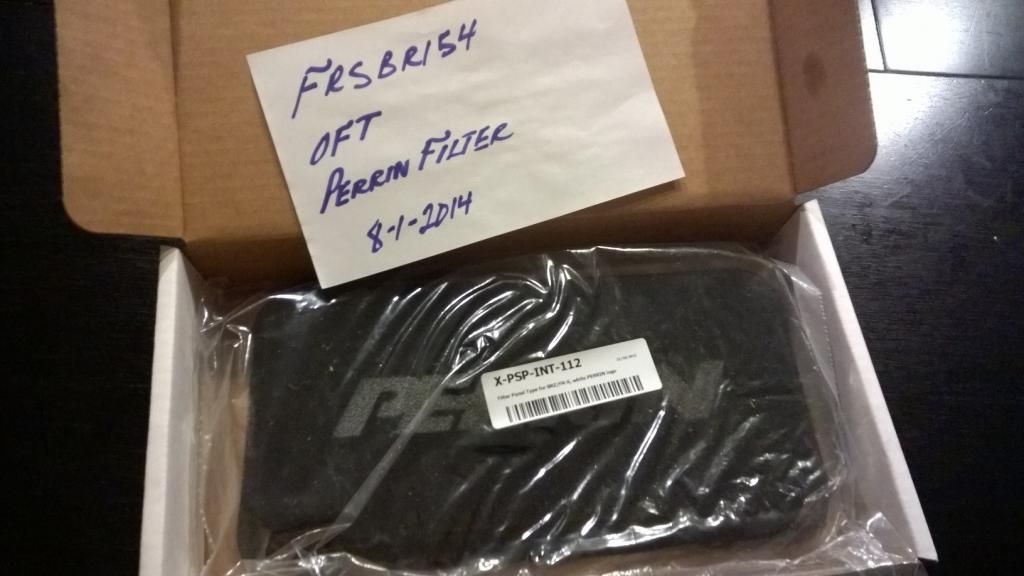 FRSBR154
OFT
PERRIN FILTER
8-1-2014
X-PSP-INT-112
Filter Panel Type for BRZ/FR-S, white PERRIN logo
PERRIN